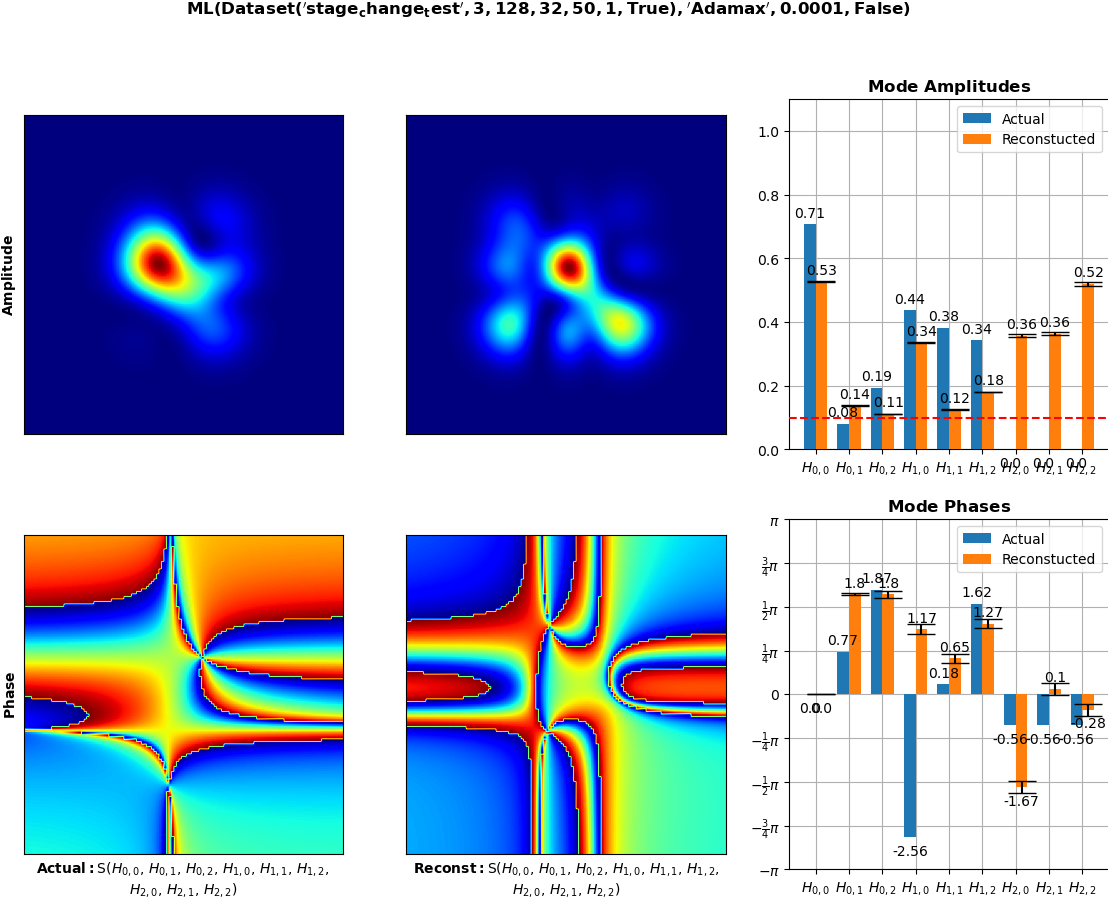 ML(Dataset('stage_change_test', 3, 128, 32, 50, 1, True), 'Adamax', 0.0001, False)
Amplitude
Mode Amplitudes
Actual
Reconstucted
1.0
0.8
0.6
0.4
0.2
0.0
0.71
0.53
0.08
0.14
0.19
0.11
0.44
0.34
0.38
0.12
0.34
0.18
0.0
0.36
0.0
0.36
0.0
0.52
H0,0 H0,1 H0,2 H1,0 H1,1 H1,2 H2,0 H2,1 H2,2
Phase
Actual: S(H0,0, H0,1, H0,2, H1,0, H1,1, H1,2,
H2,0, H2,1, H2,2)
Reconst: S(H0,0, H0,1, H0,2, H1,0, H1,1, H1,2,
H2,0, H2,1, H2,2)
Mode Phases
Actual
Reconstucted
π
3/4π
1/2π
1/4π
0
−1/4π
−1/2π
−3/4π
−π
0.0
0.0
0.77
1.8
1.87
1.8
-2.56
1.17
0.18
0.65
1.62
1.27
-0.56
-1.67
-0.56
0.1
-0.56
-0.28
H0,0 H0,1 H0,2 H1,0 H1,1 H1,2 H2,0 H2,1 H2,2